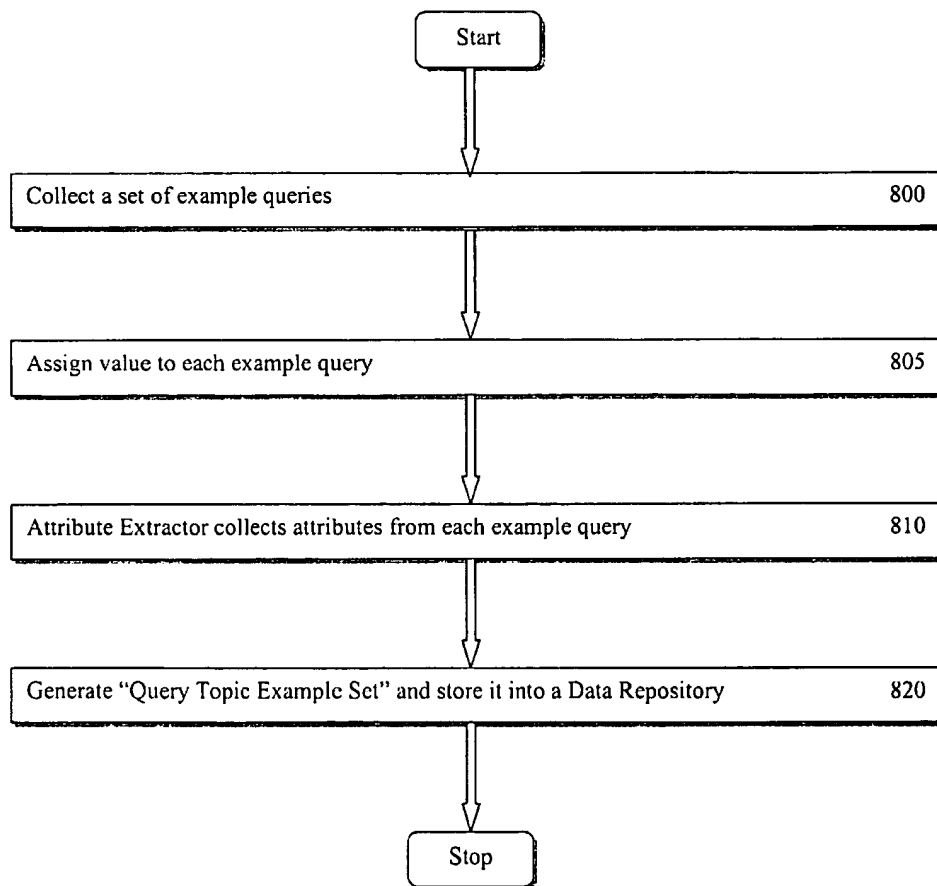 Start
Collect a set of example queries 800
Assign value to each example query 805
Attribute Extractor collects attributes from each example query 810
Generate “Query Topic Example Set” and store it into a Data Repository 820
Stop